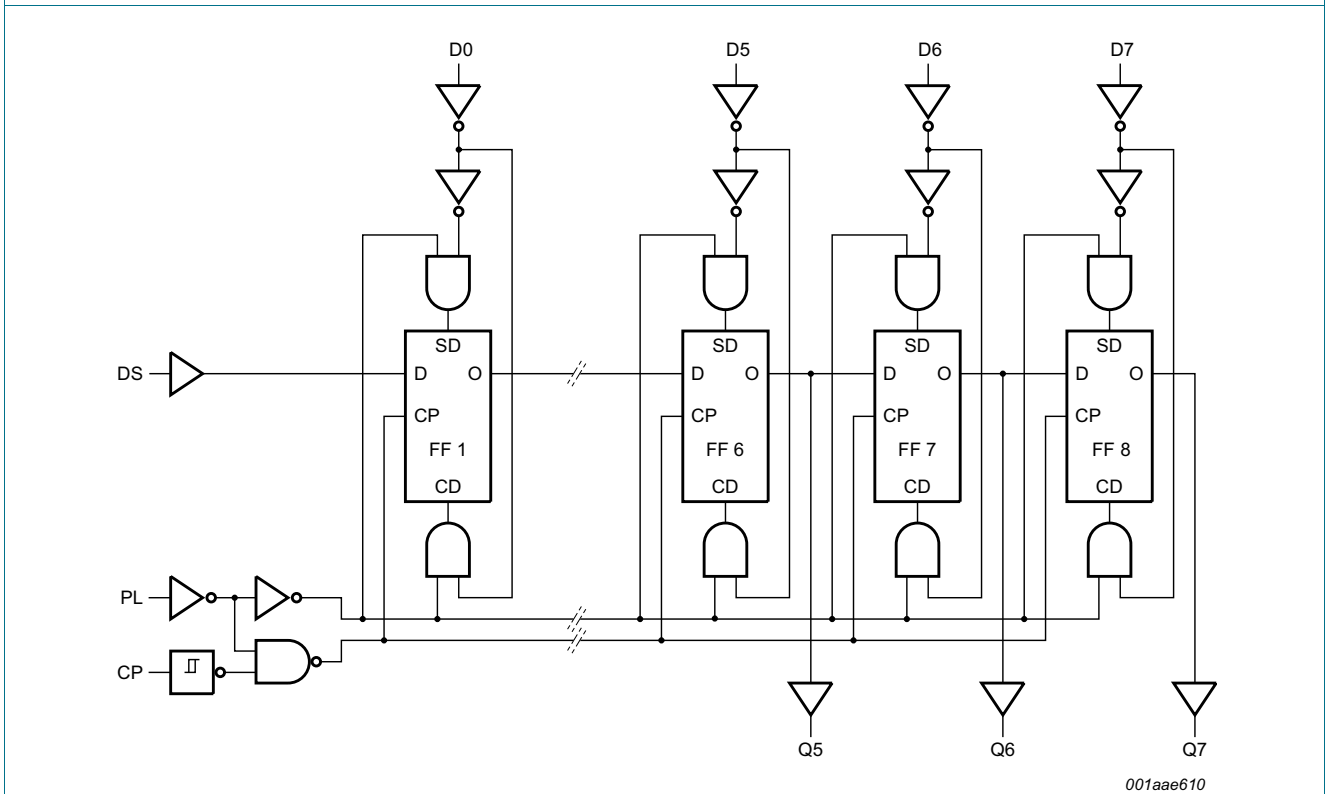 D0 D5 D6 D7
SD SD SD SD
DS D O D O D O D O
CP CP CP CP
FF 1 FF 6 FF 7 FF 8
CD CD CD CD
PL
CP
Q5 Q6 Q7
001aae610